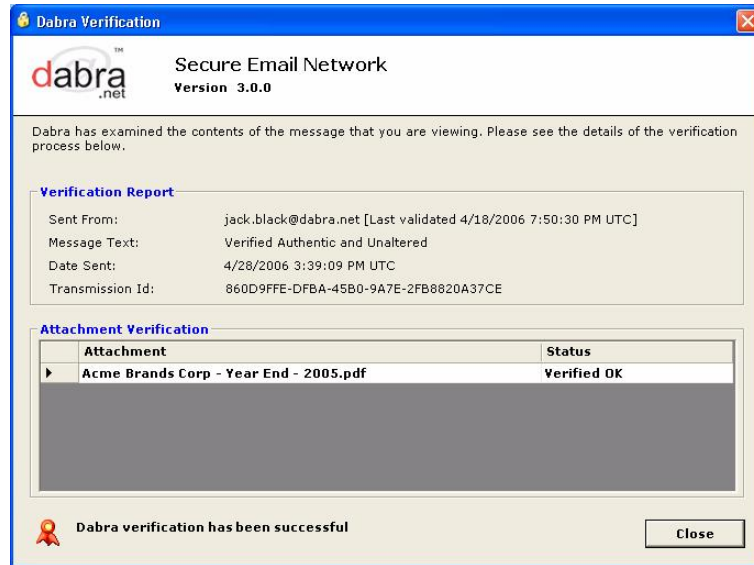 Dabra Verification
dabra
.net
TM
Secure Email Network
Version 3.0.0
Dabra has examined the contents of the message that you are viewing. Please see the details of the verification
process below.
Verification Report
Sent From: jack.black@dabra.net [Last validated 4/18/2006 7:50:30 PM UTC]
Message Text: Verified Authentic and Unaltered
Date Sent: 4/28/2006 3:39:09 PM UTC
Transmission Id: 860D9FFE-DFBA-45B0-9A7E-2FB8820A37CE
Attachment Verification
Attachment Status
Acme Brands Corp - Year End - 2005.pdf Verified OK
Dabra verification has been successful
Close